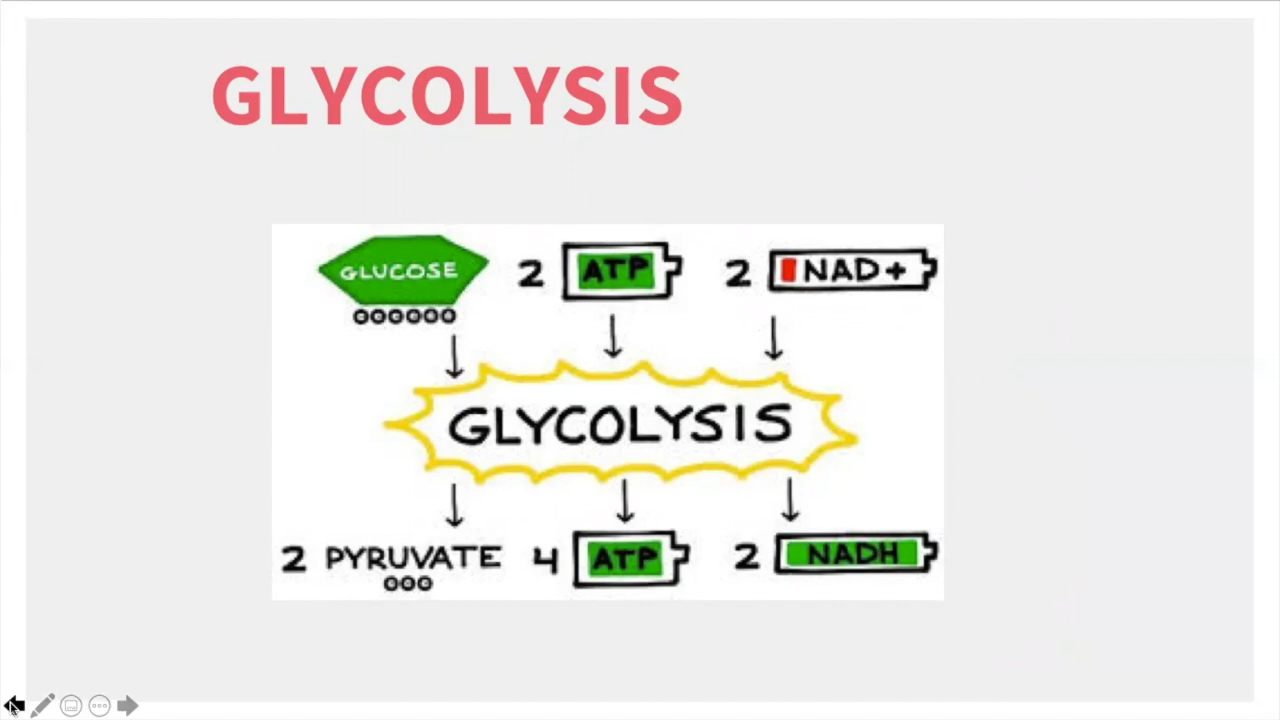 GLYCOLYSIS
GLUCOSE 2 ATP 2 NAD+
GLYCOLYSIS
2 PYRUVATE 4 ATP 2 NADH